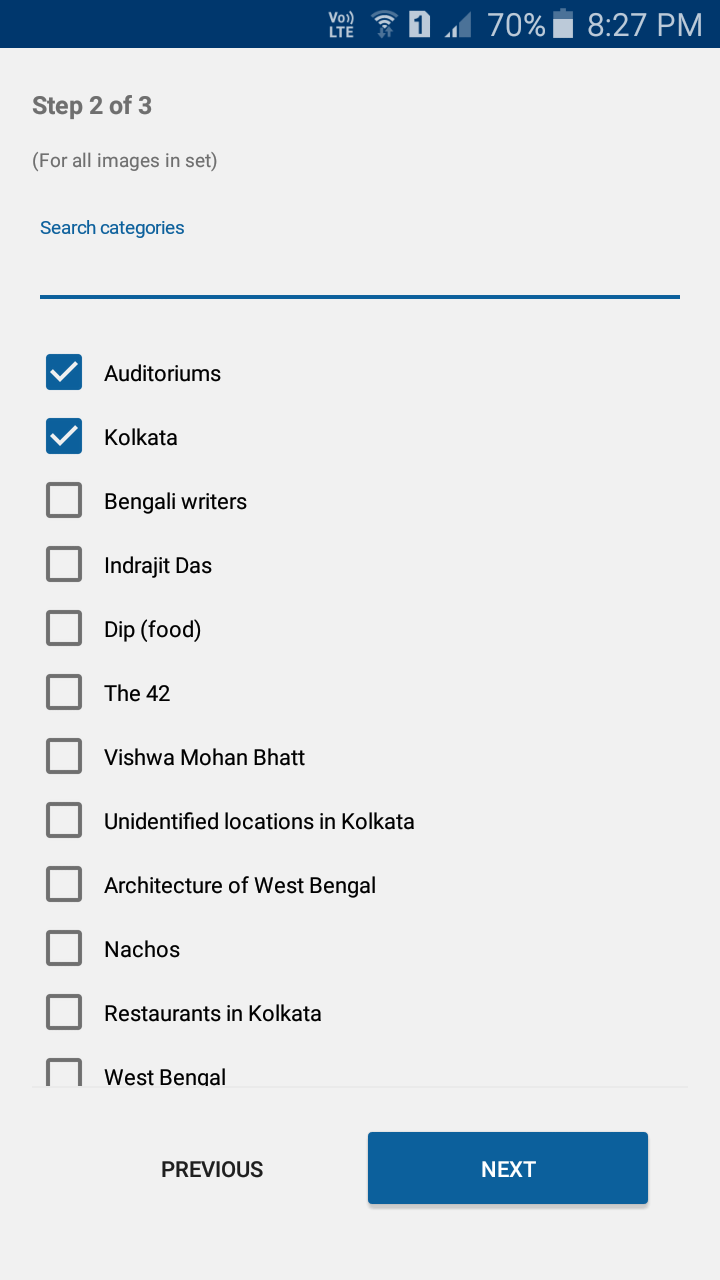 Vo)) LTE 1 70% 8:27 PM
Step 2 of 3
(For all images in set)
Search categories
Auditoriums
Kolkata
Bengali writers
Indrajit Das
Dip (food)
The 42
Vishwa Mohan Bhatt
Unidentified locations in Kolkata
Architecture of West Bengal
Nachos
Restaurants in Kolkata
West Bengal
PREVIOUS NEXT